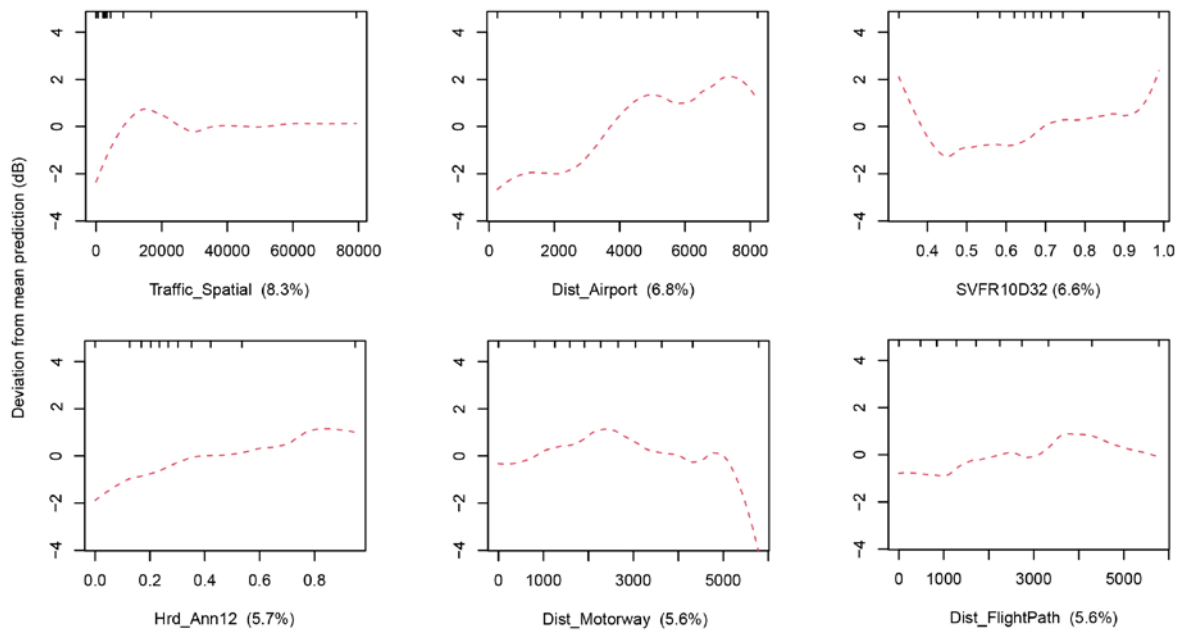 Deviation from mean prediction (dB)
4
2
0
−2
−4
0 20000 40000 60000 80000
Traffic_Spatial (8.3%)
4
2
0
−2
−4
0 2000 4000 6000 8000
Dist_Airport (6.8%)
4
2
0
−2
−4
0.4 0.5 0.6 0.7 0.8 0.9 1.0
SVFR10D32 (6.6%)
4
2
0
−2
−4
0.0 0.2 0.4 0.6 0.8
Hrd_Ann12 (5.7%)
4
2
0
−2
−4
0 1000 3000 5000
Dist_Motorway (5.6%)
4
2
0
−2
−4
0 1000 3000 5000
Dist_FlightPath (5.6%)